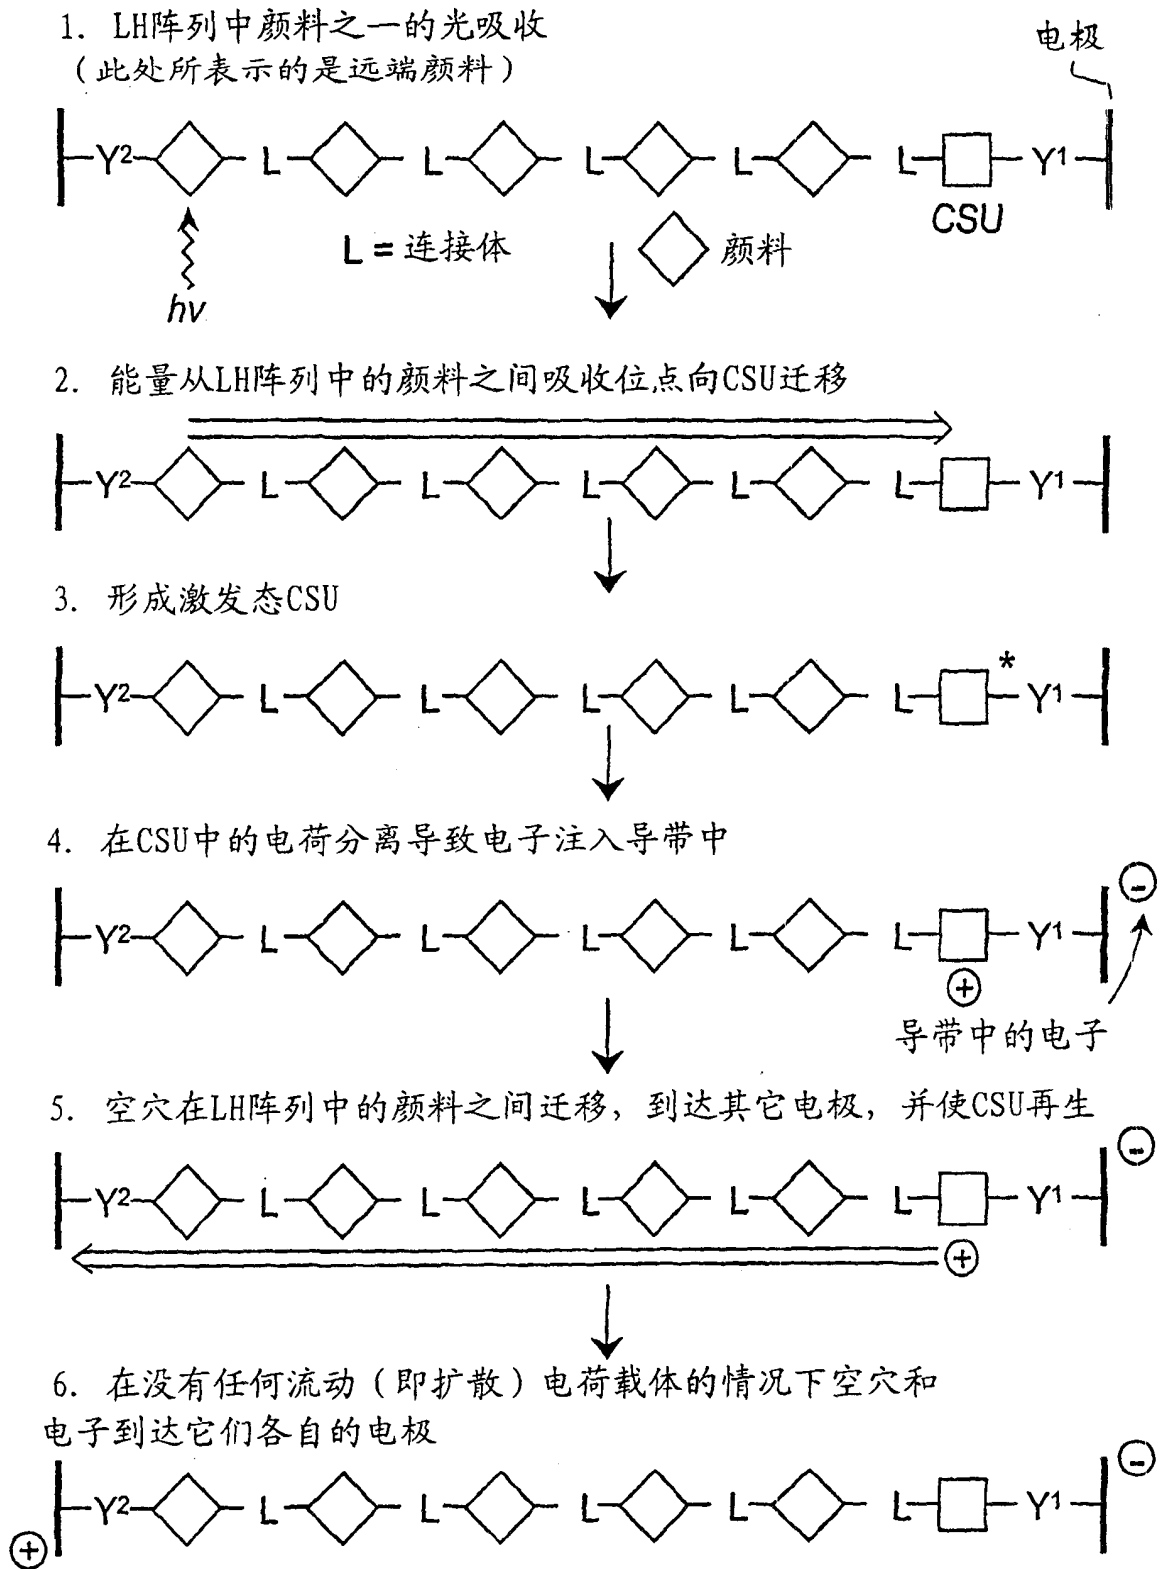 1. LH阵列中颜料之一的光吸收
（此处所表示的是远端颜料）
电极
Y2 L L L L L Y1
CSU
L = 连接体
颜料
hν
2. 能量从LH阵列中的颜料之间吸收位点向CSU迁移
Y2 L L L L L Y1
3. 形成激发态CSU
*
Y2 L L L L L Y1
4. 在CSU中的电荷分离导致电子注入导带中
-
Y2 L L L L L Y1
+
导带中的电子
5. 空穴在LH阵列中的颜料之间迁移，到达其它电极，并使CSU再生
-
Y2 L L L L L Y1
+
6. 在没有任何流动（即扩散）电荷载体的情况下空穴和
电子到达它们各自的电极
-
Y2 L L L L L Y1
+